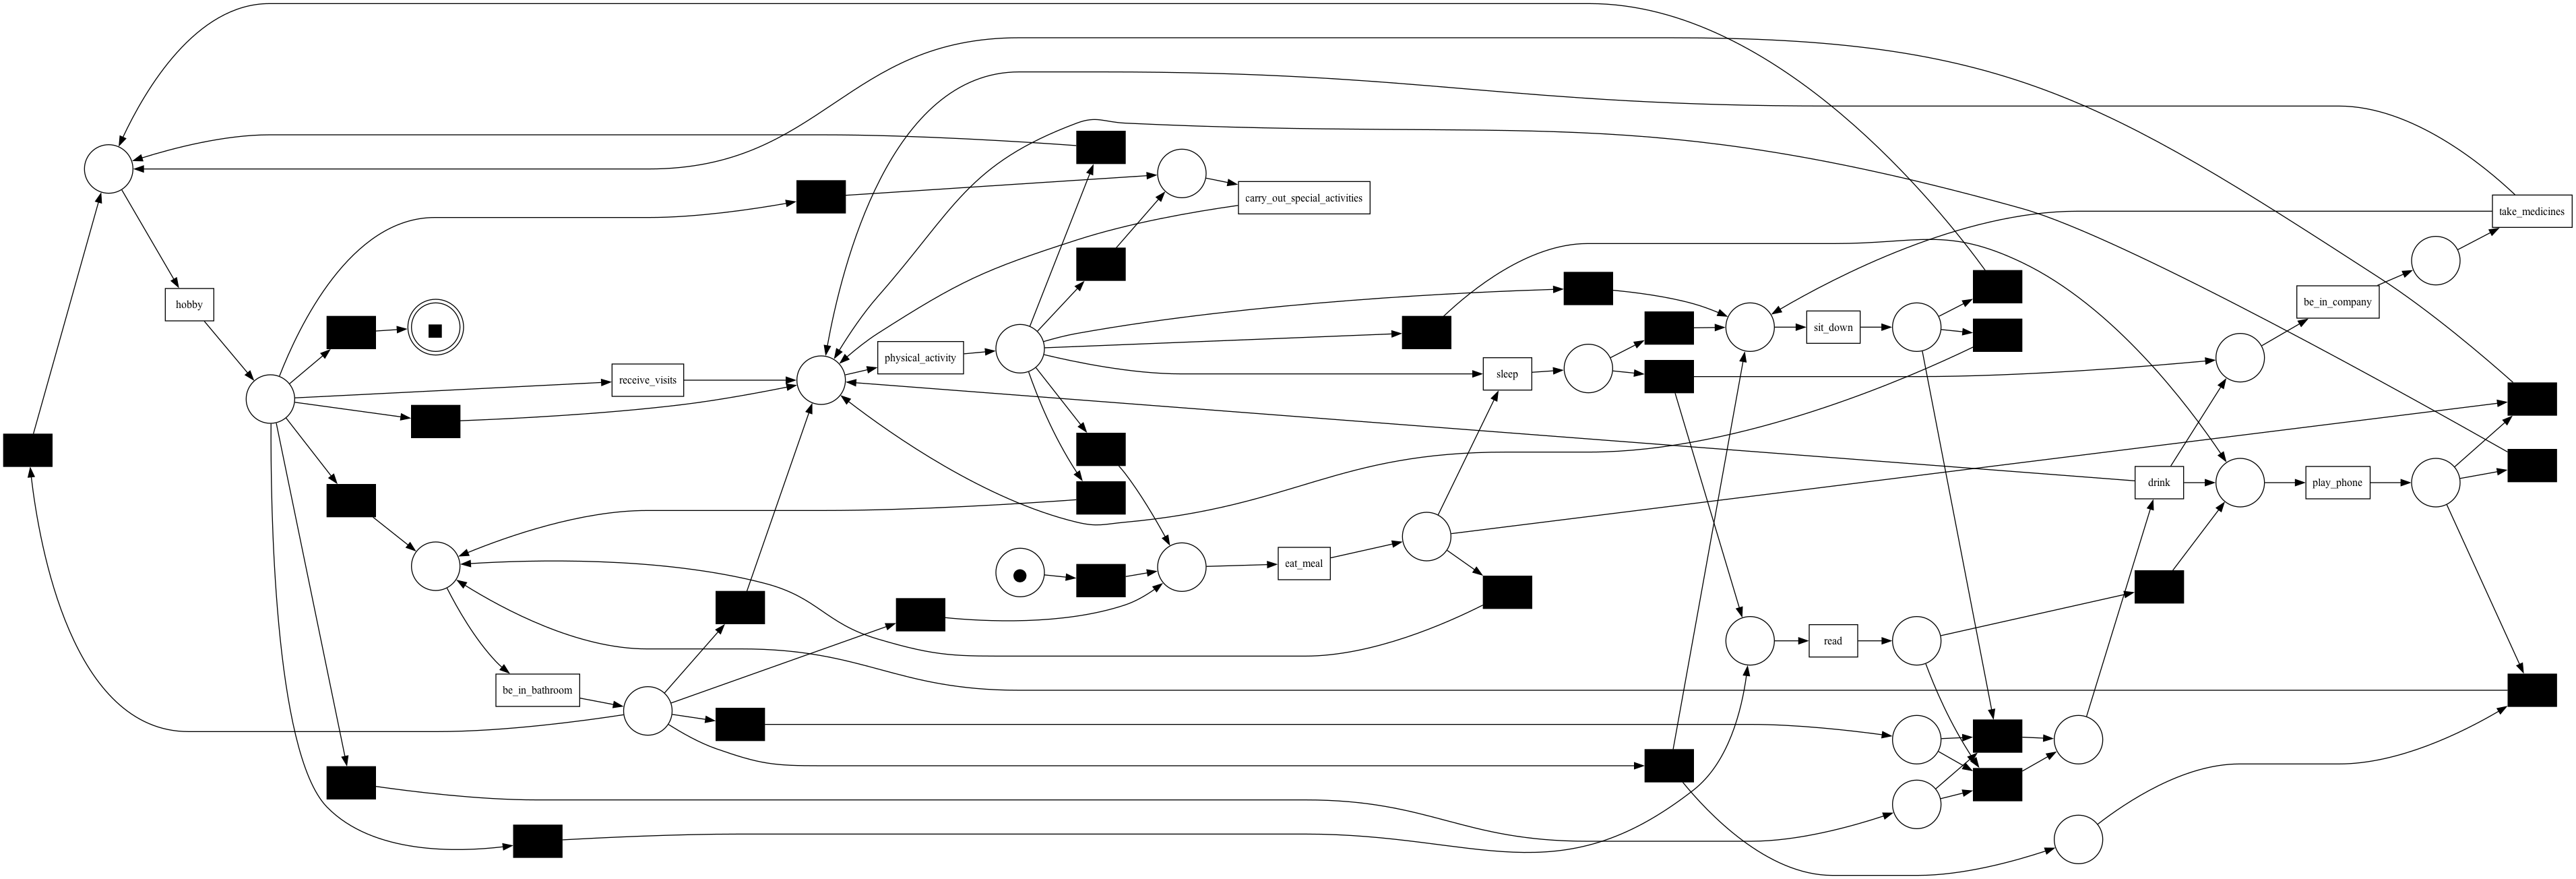 carry_out_special_activities
take_medicines
hobby
be_in_company
sit_down
physical_activity
sleep
receive_visits
drink
play_phone
eat_meal
read
be_in_bathroom